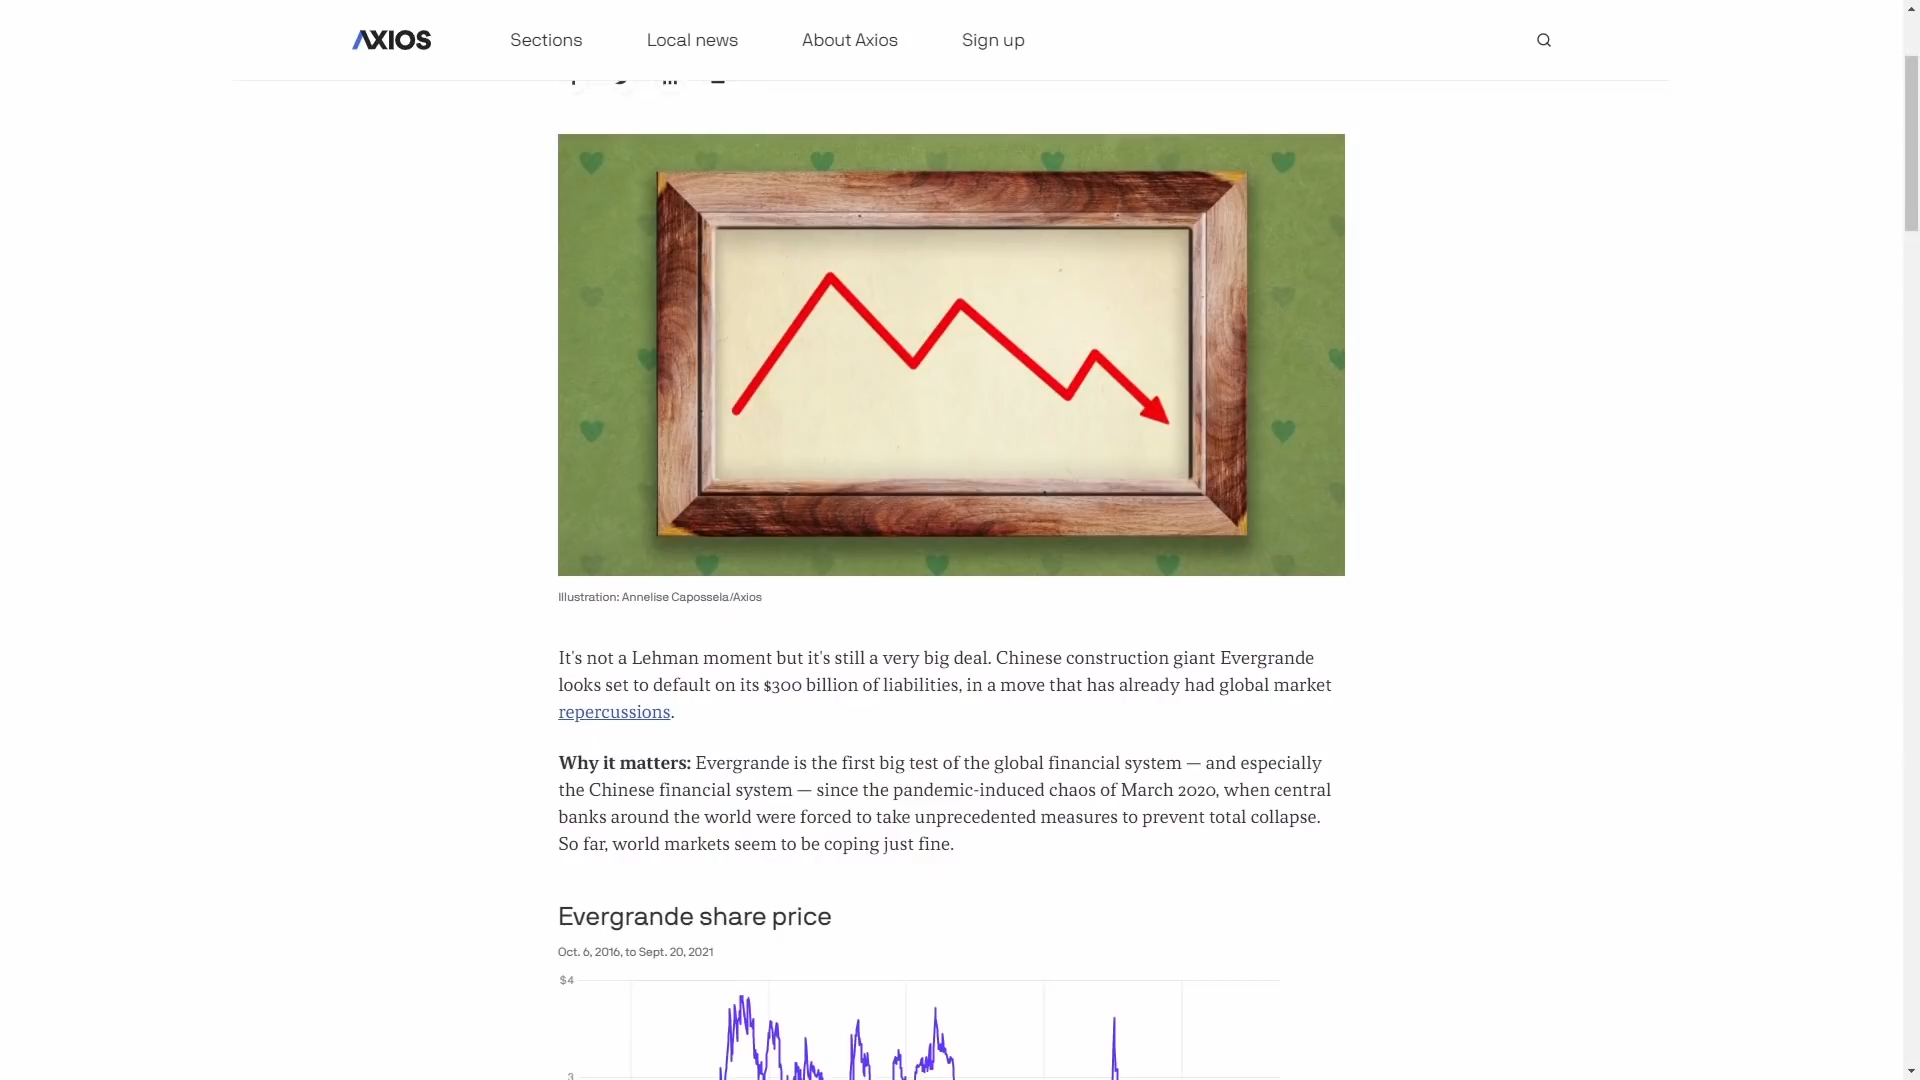 AXIOS
Sections
Local news
About Axios
Sign up
Illustration: Annelise Capossela/Axios
It's not a Lehman moment but it's still a very big deal. Chinese construction giant Evergrande
looks set to default on its $300 billion of liabilities, in a move that has already had global market
repercussions.
Why it matters: Evergrande is the first big test of the global financial system — and especially
the Chinese financial system — since the pandemic-induced chaos of March 2020, when central
banks around the world were forced to take unprecedented measures to prevent total collapse.
So far, world markets seem to be coping just fine.
Evergrande share price
Oct. 6, 2016, to Sept. 20, 2021
$4
3